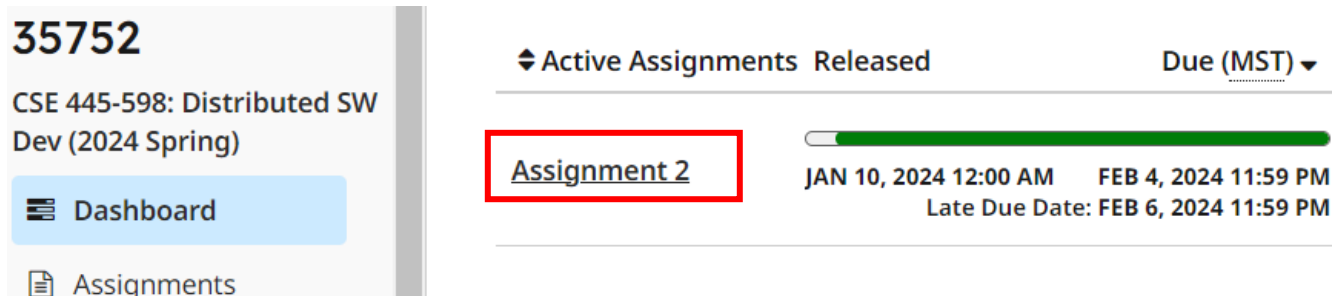 35752
CSE 445-598: Distributed SW
Dev (2024 Spring)
Dashboard
Assignments
Active Assignments Released Due (MST)
Assignment 2
JAN 10, 2024 12:00 AM FEB 4, 2024 11:59 PM
Late Due Date: FEB 6, 2024 11:59 PM